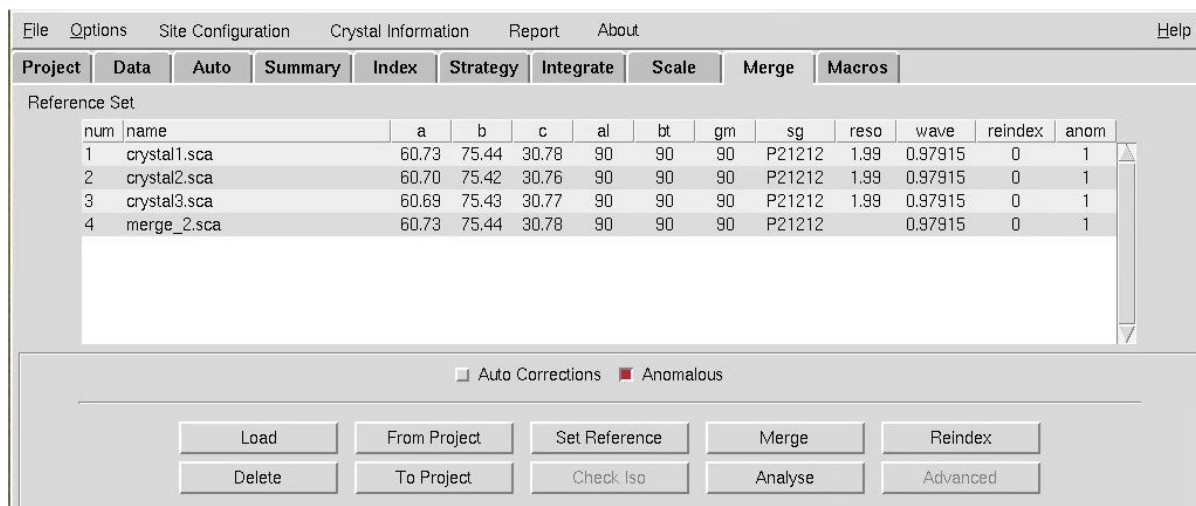 File Options Site Configuration Crystal Information Report About Help
Project Data Auto Summary Index Strategy Integrate Scale Merge Macros
Reference Set
num name a b c al bt gm sg reso wave reindex anom
1 crystal1.sca 60.73 75.44 30.78 90 90 90 P21212 1.99 0.97915 0 1
2 crystal2.sca 60.70 75.42 30.76 90 90 90 P21212 1.99 0.97915 0 1
3 crystal3.sca 60.69 75.43 30.77 90 90 90 P21212 1.99 0.97915 0 1
4 merge_2.sca 60.73 75.44 30.78 90 90 90 P21212 0.97915 0 1
Auto Corrections Anomalous
Load From Project Set Reference Merge Reindex
Delete To Project Check Iso Analyse Advanced